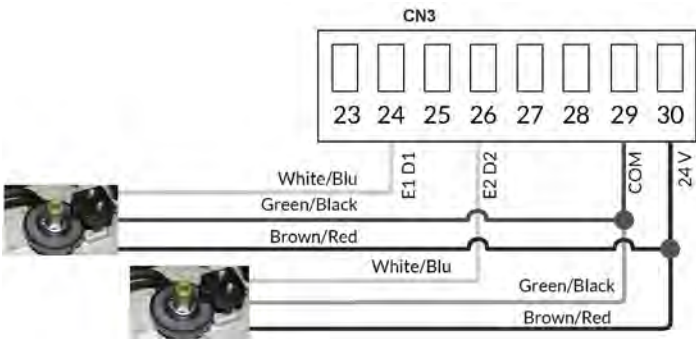 CN3
23 24 25 26 27 28 29 30
E1 D1
E2 D2
COM
24 V
White/Blu
Green/Black
Brown/Red
White/Blu
Green/Black
Brown/Red